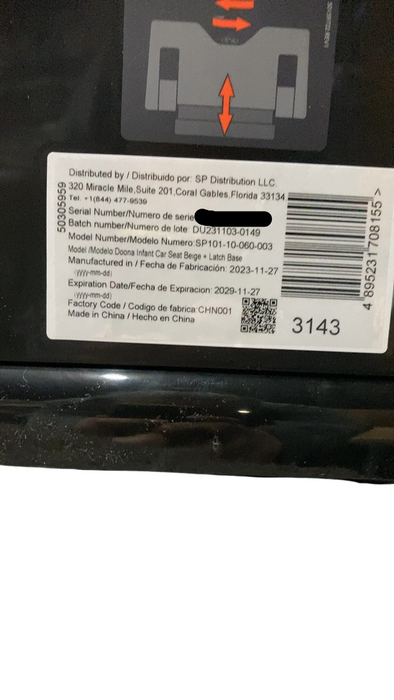 Distributed by / Distribuido por: SP Distribution LLC
320 Miracle Mile,Suite 201,Coral Gables,Florida 33134
Tel. +1(844) 477-9539
Serial Number/Numero de serie
Batch number/Numero de lote: DU231103-0149
Model Number/Modelo Numero:SP101-10-060-003
Model /Modelo Doona Infant Car Seat Beige + Latch Base
Manufactured in / Fecha de Fabricación: 2023-11-27
(yyyy-mm-dd)
Expiration Date/Fecha de Expiracion: 2029-11-27
(yyyy-mm-dd)
Factory Code / Codigo de fabrica:CHN001
Made in China / Hecho en China
3143
50305959
4 895231 708155 >